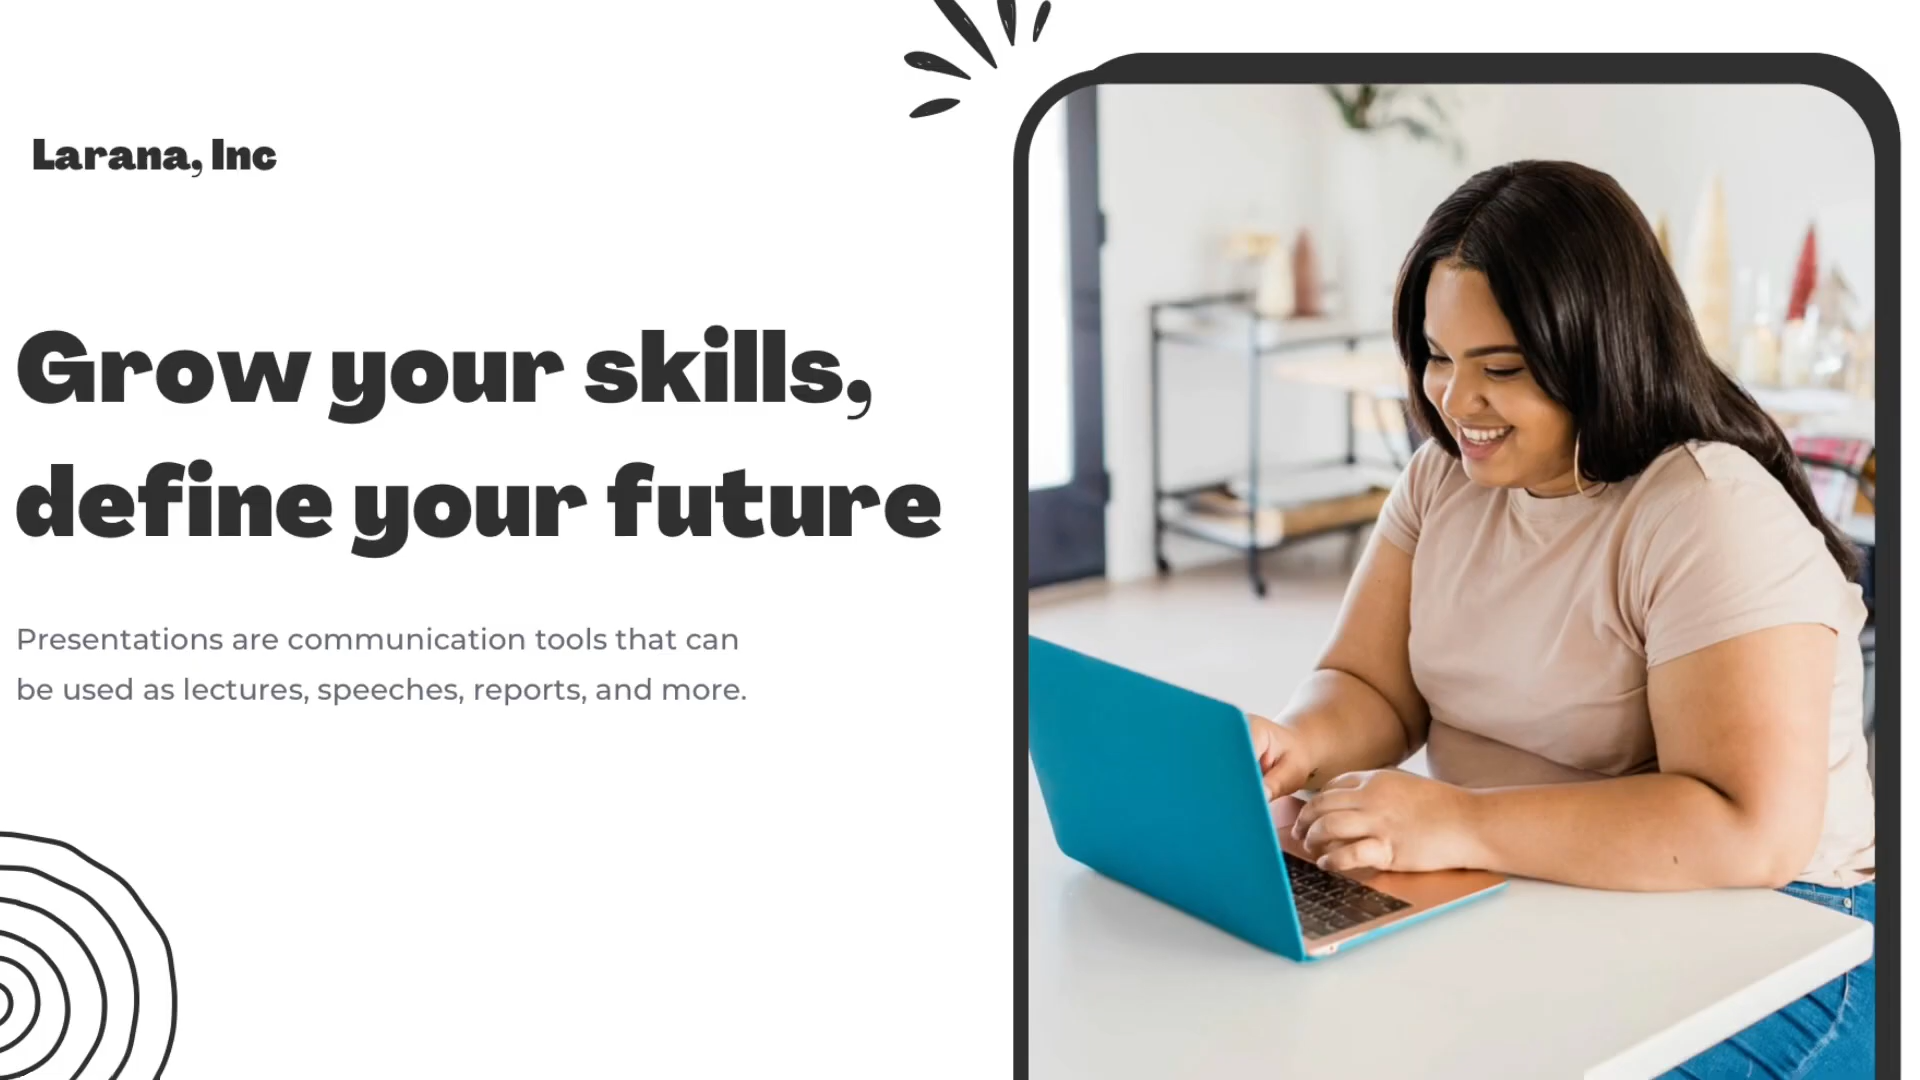 Larana, Inc
Grow your skills,
define your future
Presentations are communication tools that can
be used as lectures, speeches, reports, and more.